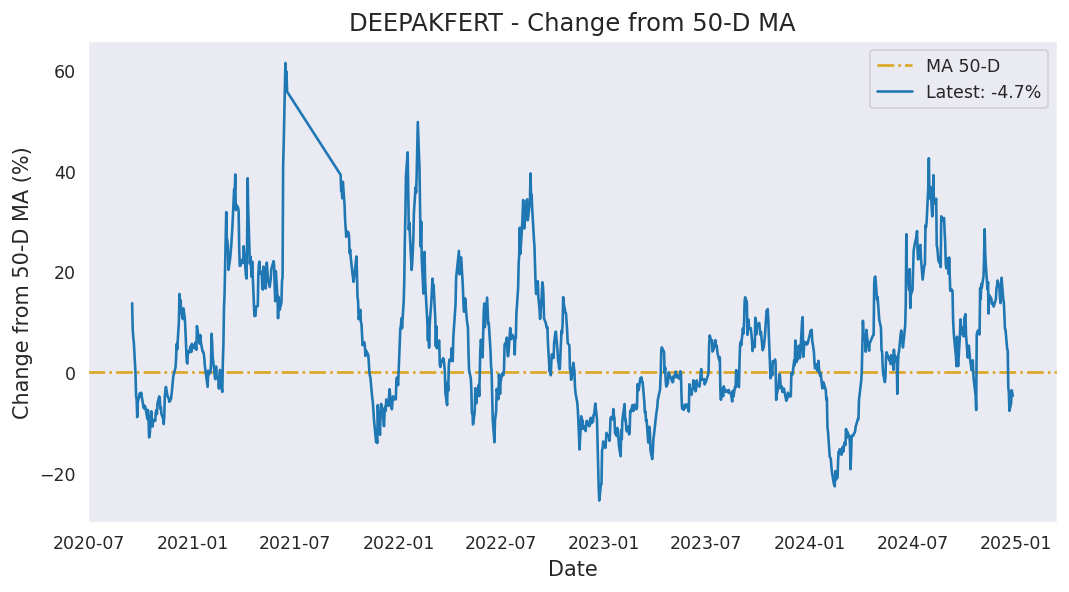 DEEPAKFERT - Change from 50-D MA
MA 50-D
Latest: -4.7%
Change from 50-D MA (%)
60
40
20
0
−20
2020-07 2021-01 2021-07 2022-01 2022-07 2023-01 2023-07 2024-01 2024-07 2025-01
Date